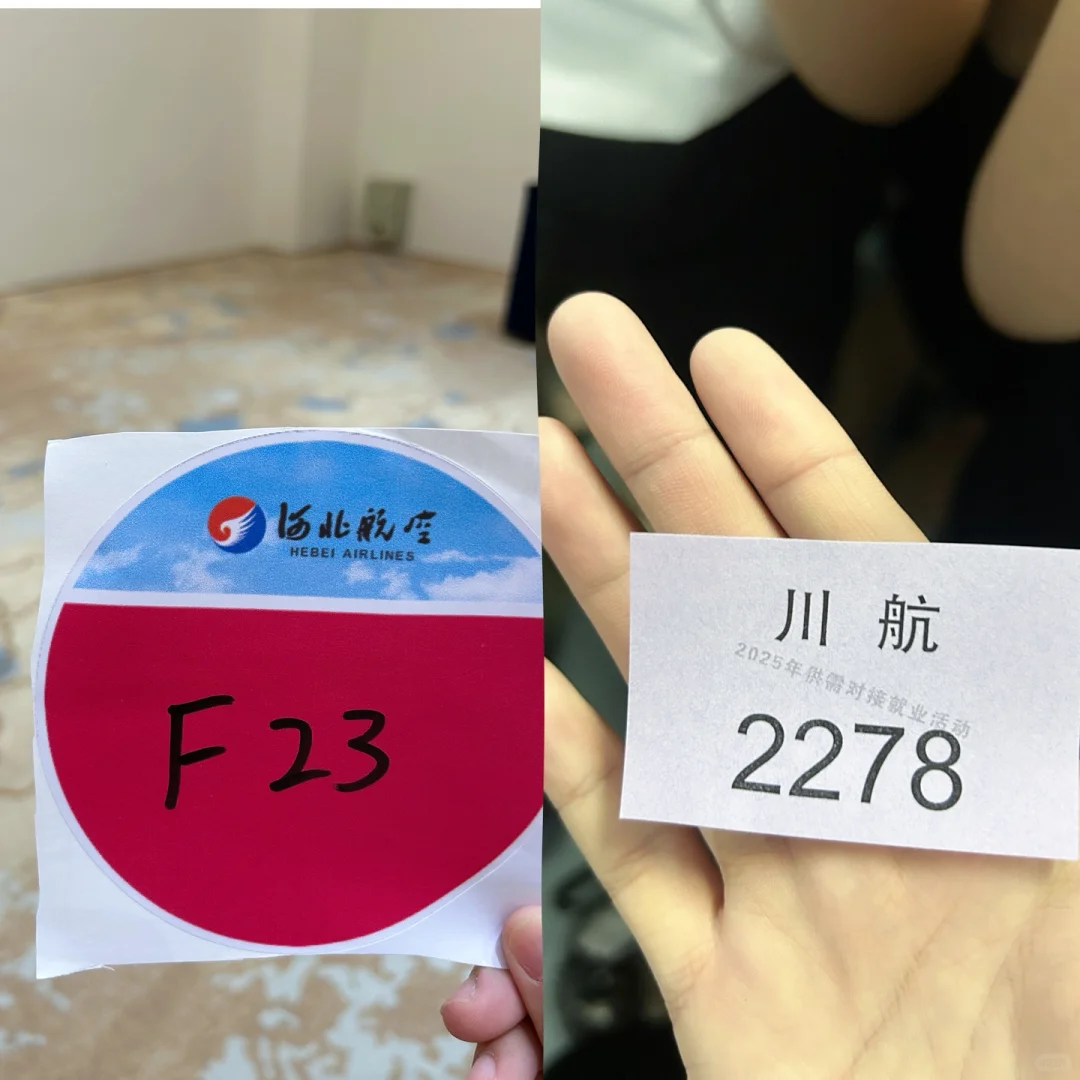 河北航空
HEBEI AIRLINES
F 23
川 航
2025年供需对接就业活动
2278